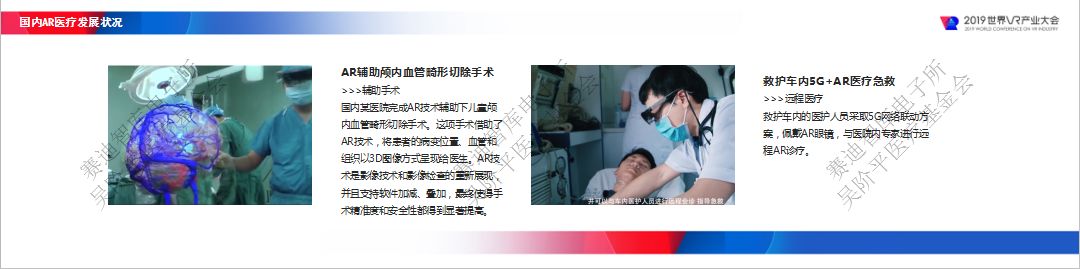 国内AR医疗发展状况
2019世界VR产业大会
2019 WORLD CONFERENCE ON VR INDUSTRY
AR辅助颅内血管畸形切除手术
>>>辅助手术
国内某医院完成AR技术辅助下儿童颅
内血管畸形切除手术。这项手术借助了
AR技术，将患者的病变位置、血管和
组织以3D图像方式呈现给医生。AR技
术是影像技术和影像检查的重新展现，
并且支持软件加减、叠加，最终使得手
术精准度和安全性都得到显著提高。
并可以与车内医护人员进行远程会诊 指导急救
救护车内5G+AR医疗急救
>>>远程医疗
救护车内的医护人员采取5G网络联动方
案，佩戴AR眼镜，与医院内专家进行远
程AR诊疗。
吴阶平医学基金会